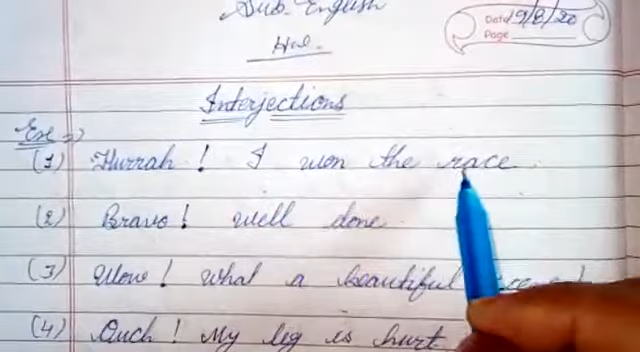 Sub- English
Date 19/8/20
Page
H.w.
Interjections
Ex =>
(1) Hurrah ! I won the race.
(2) Bravo ! well done
(3) Wow ! what a beautiful
(4) Ouch ! My leg is hurt.